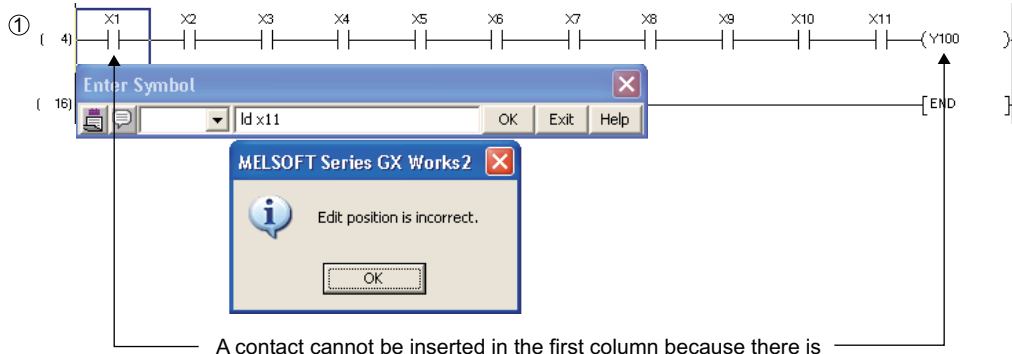 ①
X1 X2 X3 X4 X5 X6 X7 X8 X9 X10 X11
( 4) ( Y100 )
Enter Symbol
( 16) [ END ]
ld x11 OK Exit Help
MELSOFT Series GX Works2
Edit position is incorrect.
OK
A contact cannot be inserted in the first column because there is